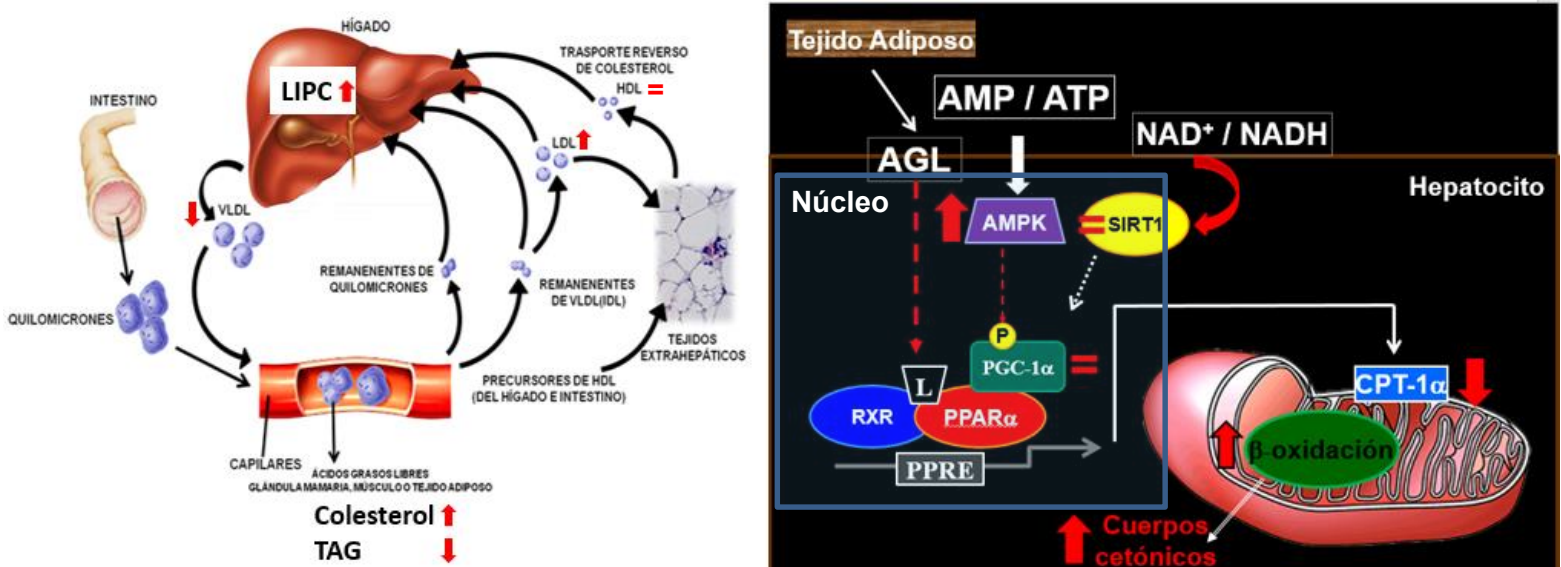 HÍGADO
LIPC
INTESTINO
TRASPORTE REVERSO
DE COLESTEROL
HDL =
LDL
VLDL
REMANENTES DE
QUILOMICRONES
REMANENTES
DE VLDL(IDL)
QUILOMICRONES
TEJIDOS
EXTRAHEPÁTICOS
PRECURSORES DE HDL
(DEL HÍGADO E INTESTINO)
CAPILARES
ÁCIDOS GRASOS LIBRES
GLÁNDULA MAMARIA, MÚSCULO O TEJIDO ADIPOSO
Colesterol
TAG
Tejido Adiposo
AMP / ATP
NAD⁺ / NADH
AGL
Hepatocito
Núcleo
AMPK = SIRT1
P
PGC-1α =
L
RXR
PPARα
PPRE
CPT-1α
β-oxidación
Cuerpos
cetónicos